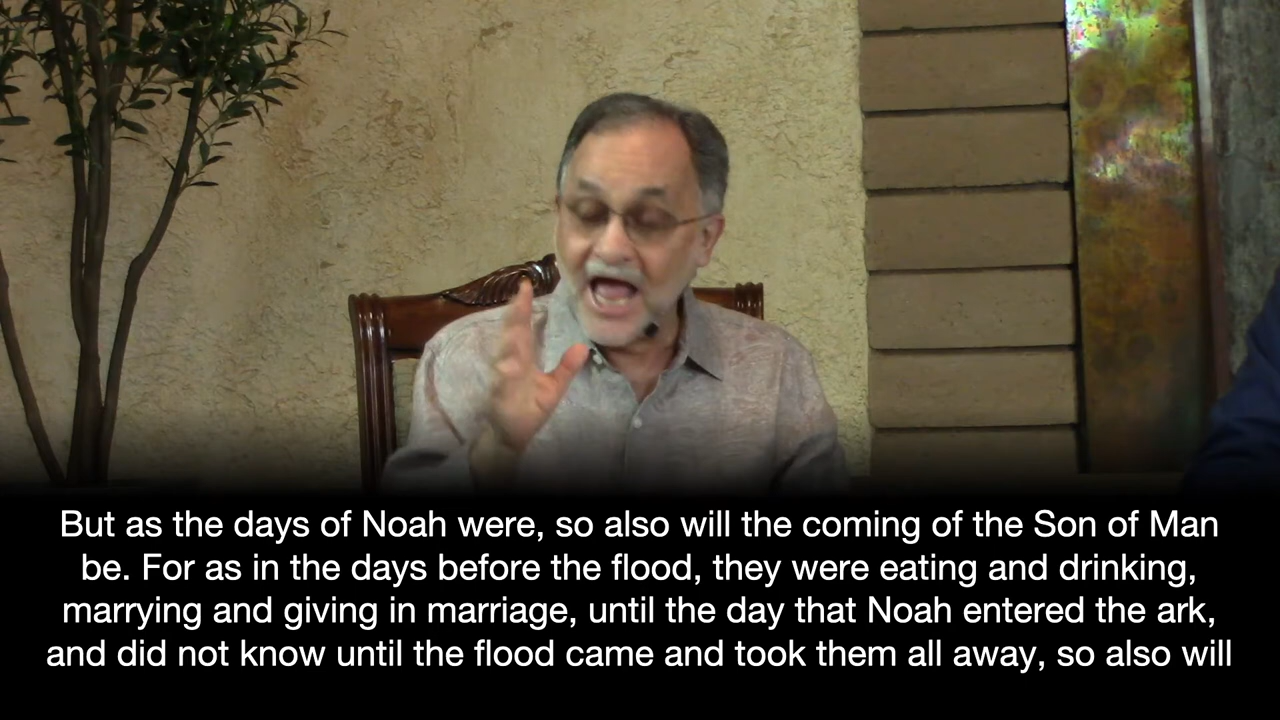 But as the days of Noah were, so also will the coming of the Son of Man
be. For as in the days before the flood, they were eating and drinking,
marrying and giving in marriage, until the day that Noah entered the ark,
and did not know until the flood came and took them all away, so also will